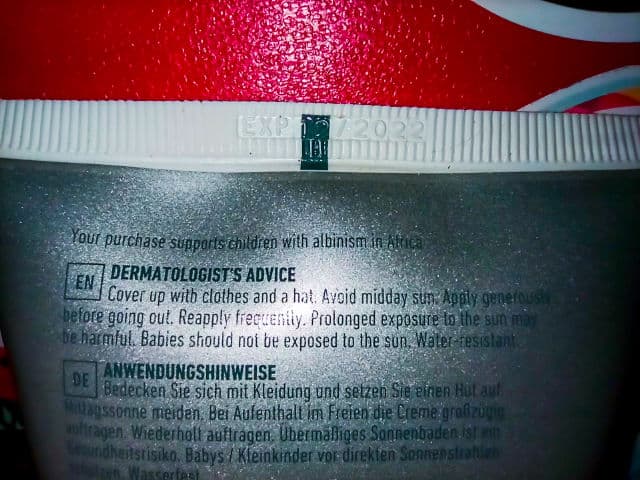 EXP 12/2022
Your purchase supports children with albinism in Africa
EN DERMATOLOGIST'S ADVICE
Cover up with clothes and a hat. Avoid midday sun. Apply generously
before going out. Reapply frequently. Prolonged exposure to the sun may
be harmful. Babies should not be exposed to the sun. Water-resistant
DE ANWENDUNGSHINWEISE
Bedecken Sie sich mit Kleidung und setzen Sie einen Hut auf
Mittagssonne meiden. Bei Aufenthalt im Freien die Creme großzügig
auftragen. Wiederholt auftragen. Übermäßiges Sonnenbaden ist ein
Gesundheitsrisiko. Babys / Kleinkinder vor direkten Sonnenstrahlen
schützen. Wasserfest